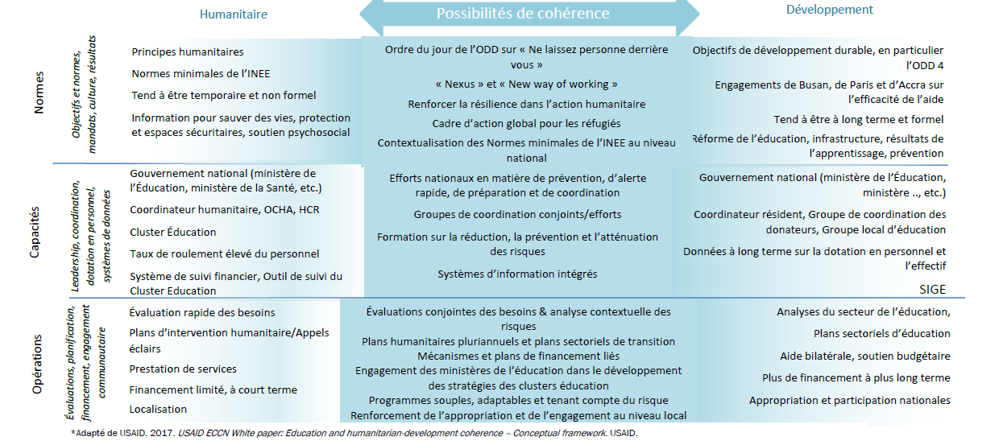 Humanitaire
Possibilités de cohérence
Développement
Normes
Objectifs et normes,
mandats, culture, résultats
Principes humanitaires
Normes minimales de l'INEE
Tend à être temporaire et non formel
Information pour sauver des vies, protection
et espaces sécuritaires, soutien psychosocial
Ordre du jour de l'ODD sur « Ne laissez personne derrière
vous »
« Nexus » et « New way of working »
Renforcer la résilience dans l'action humanitaire
Cadre d'action global pour les réfugiés
Contextualisation des Normes minimales de l'INEE au niveau
national
Objectifs de développement durable, en particulier
l'ODD 4
Engagements de Busan, de Paris et d'Accra sur
l'efficacité de l'aide
Tend à être à long terme et formel
Réforme de l'éducation, infrastructure, résultats de
l'apprentissage, prévention
Capacités
Leadership, coordination,
dotation en personnel,
systèmes de données
Gouvernement national (ministère de
l'Éducation, ministère de la Santé, etc.)
Coordinateur humanitaire, OCHA, HCR
Cluster Éducation
Taux de roulement élevé du personnel
Système de suivi financier, Outil de suivi du
Cluster Education
Efforts nationaux en matière de prévention, d'alerte
rapide, de préparation et de coordination
Groupes de coordination conjoints/efforts
Formation sur la réduction, la prévention et l'atténuation
des risques
Systèmes d'information intégrés
Gouvernement national (ministère de l'Éducation,
ministère .., etc.)
Coordinateur résident, Groupe de coordination des
donateurs, Groupe local d'éducation
Données à long terme sur la dotation en personnel et
l'effectif
SIGE
Opérations
Évaluations, planification,
financement, engagement
communautaire
Évaluation rapide des besoins
Plans d'intervention humanitaire/Appels
éclairs
Prestation de services
Financement limité, à court terme
Localisation
Évaluations conjointes des besoins & analyse contextuelle des
risques
Plans humanitaires pluriannuels et plans sectoriels de transition
Mécanismes et plans de financement liés
Engagement des ministères de l'éducation dans le développement
des stratégies des clusters éducation
Programmes souples, adaptables et tenant compte du risque
Renforcement de l'appropriation et de l'engagement au niveau local
Analyses du secteur de l'éducation,
Plans sectoriels d'éducation
Aide bilatérale, soutien budgétaire
Plus de financement à plus long terme
Appropriation et participation nationales
*Adapté de USAID. 2017. USAID ECCN White paper: Education and humanitarian-development coherence – Conceptual framework. USAID.